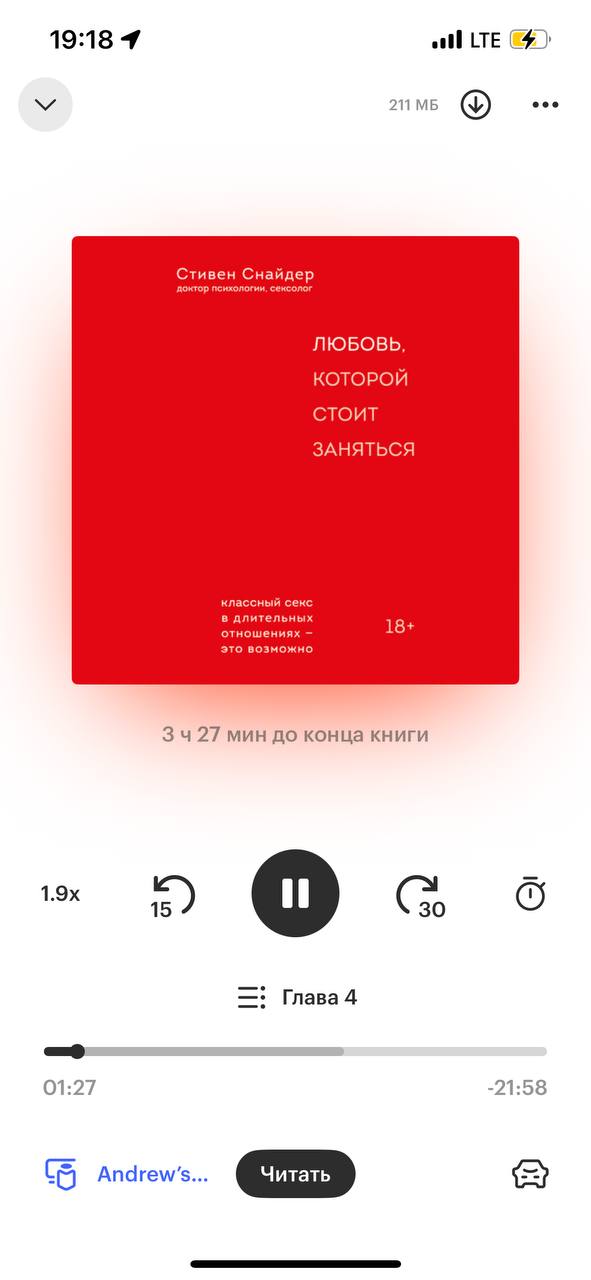 19:18
LTE
211 МБ
Стивен Снайдер
доктор психологии, сексолог
ЛЮБОВЬ,
КОТОРОЙ
СТОИТ
ЗАНЯТЬСЯ
классный секс
в длительных
отношениях –
это возможно
18+
3 ч 27 мин до конца книги
1.9x
15
30
Глава 4
01:27
-21:58
Andrew’s...
Читать